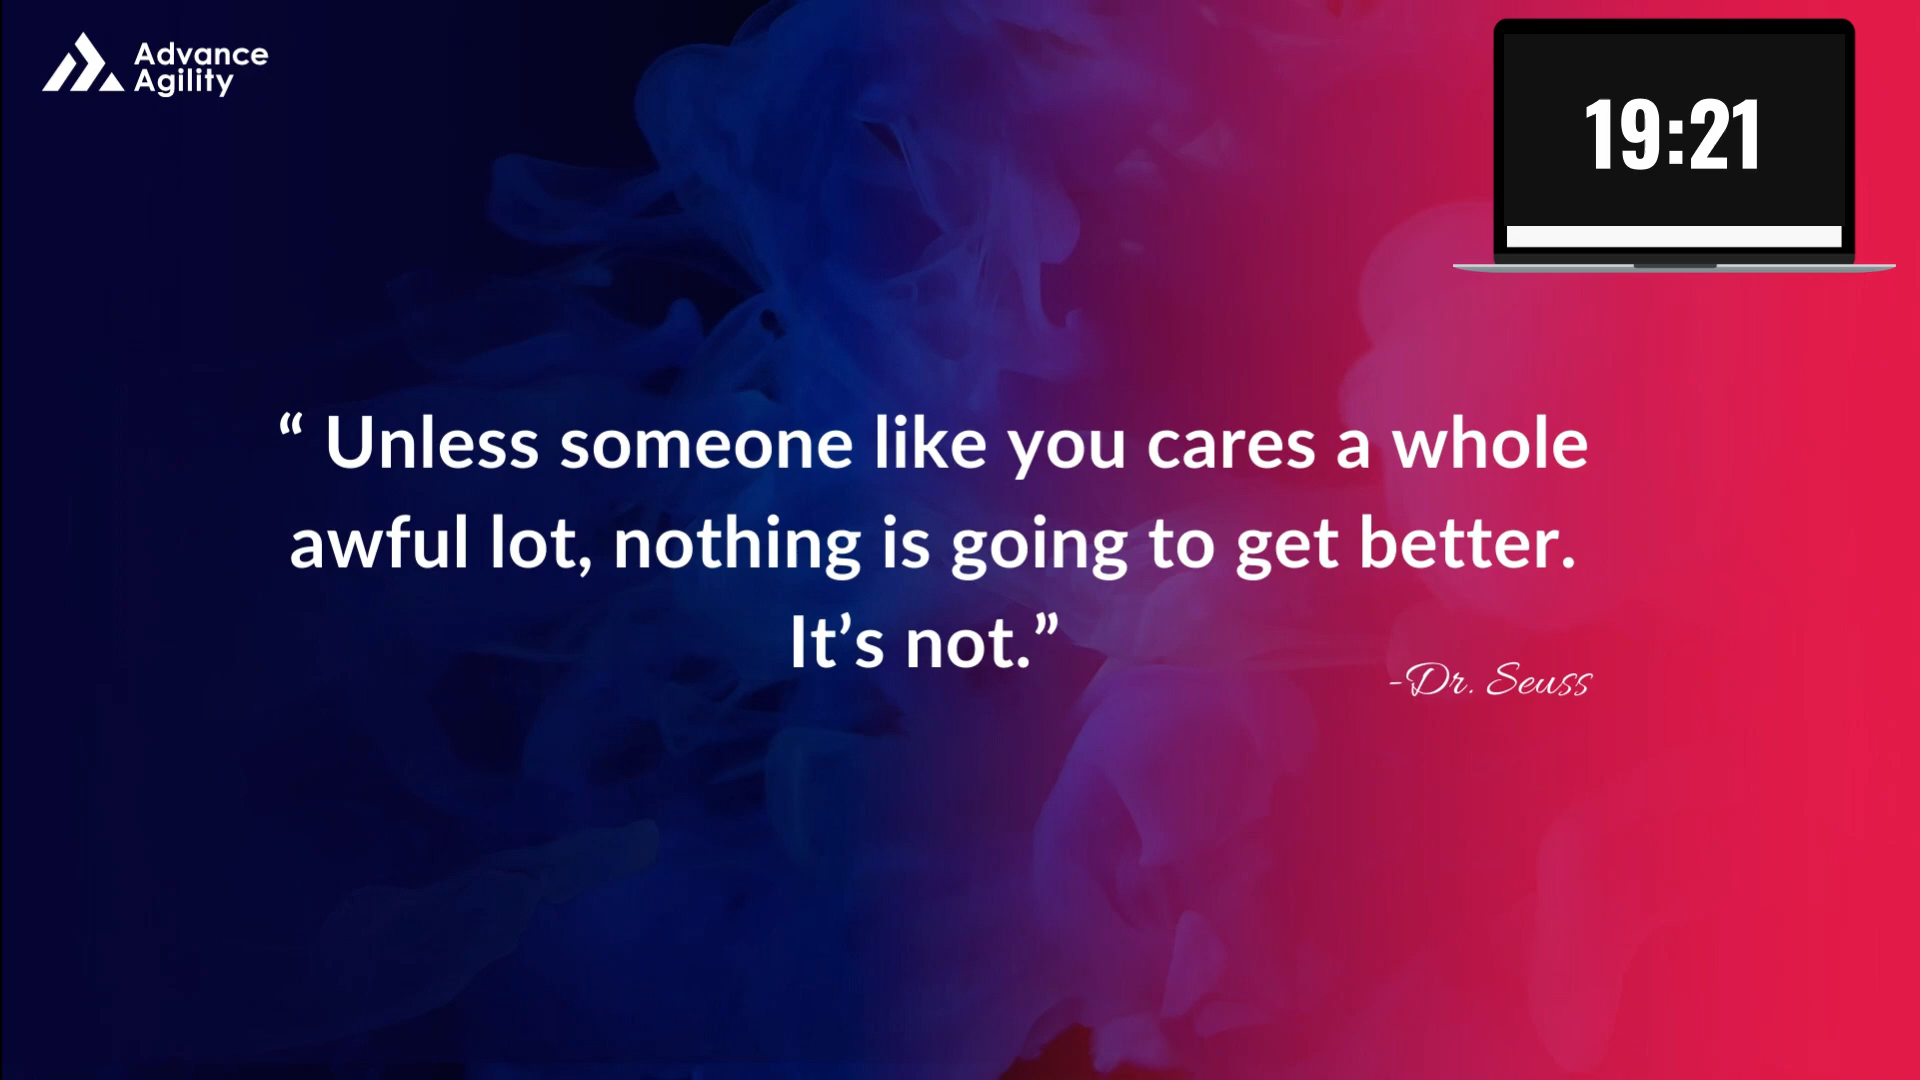 Advance
Agility
19:21
“ Unless someone like you cares a whole
awful lot, nothing is going to get better.
It’s not.”
-Dr. Seuss